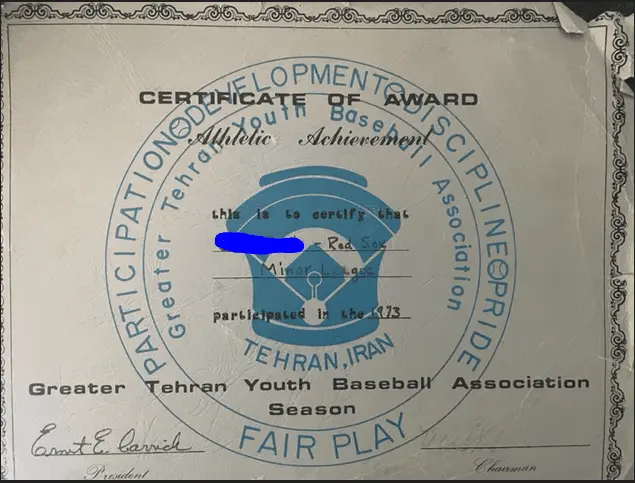 CERTIFICATE OF AWARD
Athletic Achievement
PARTICIPATION DEVELOPMENT DISCIPLINE PRIDE
Greater Tehran Youth Baseball Association
this is to certify that
- Red Sox
Minor League
participated in the 1973
TEHRAN, IRAN
Greater Tehran Youth Baseball Association
Season
FAIR PLAY
Ernst E. Carrick
President
Chairman